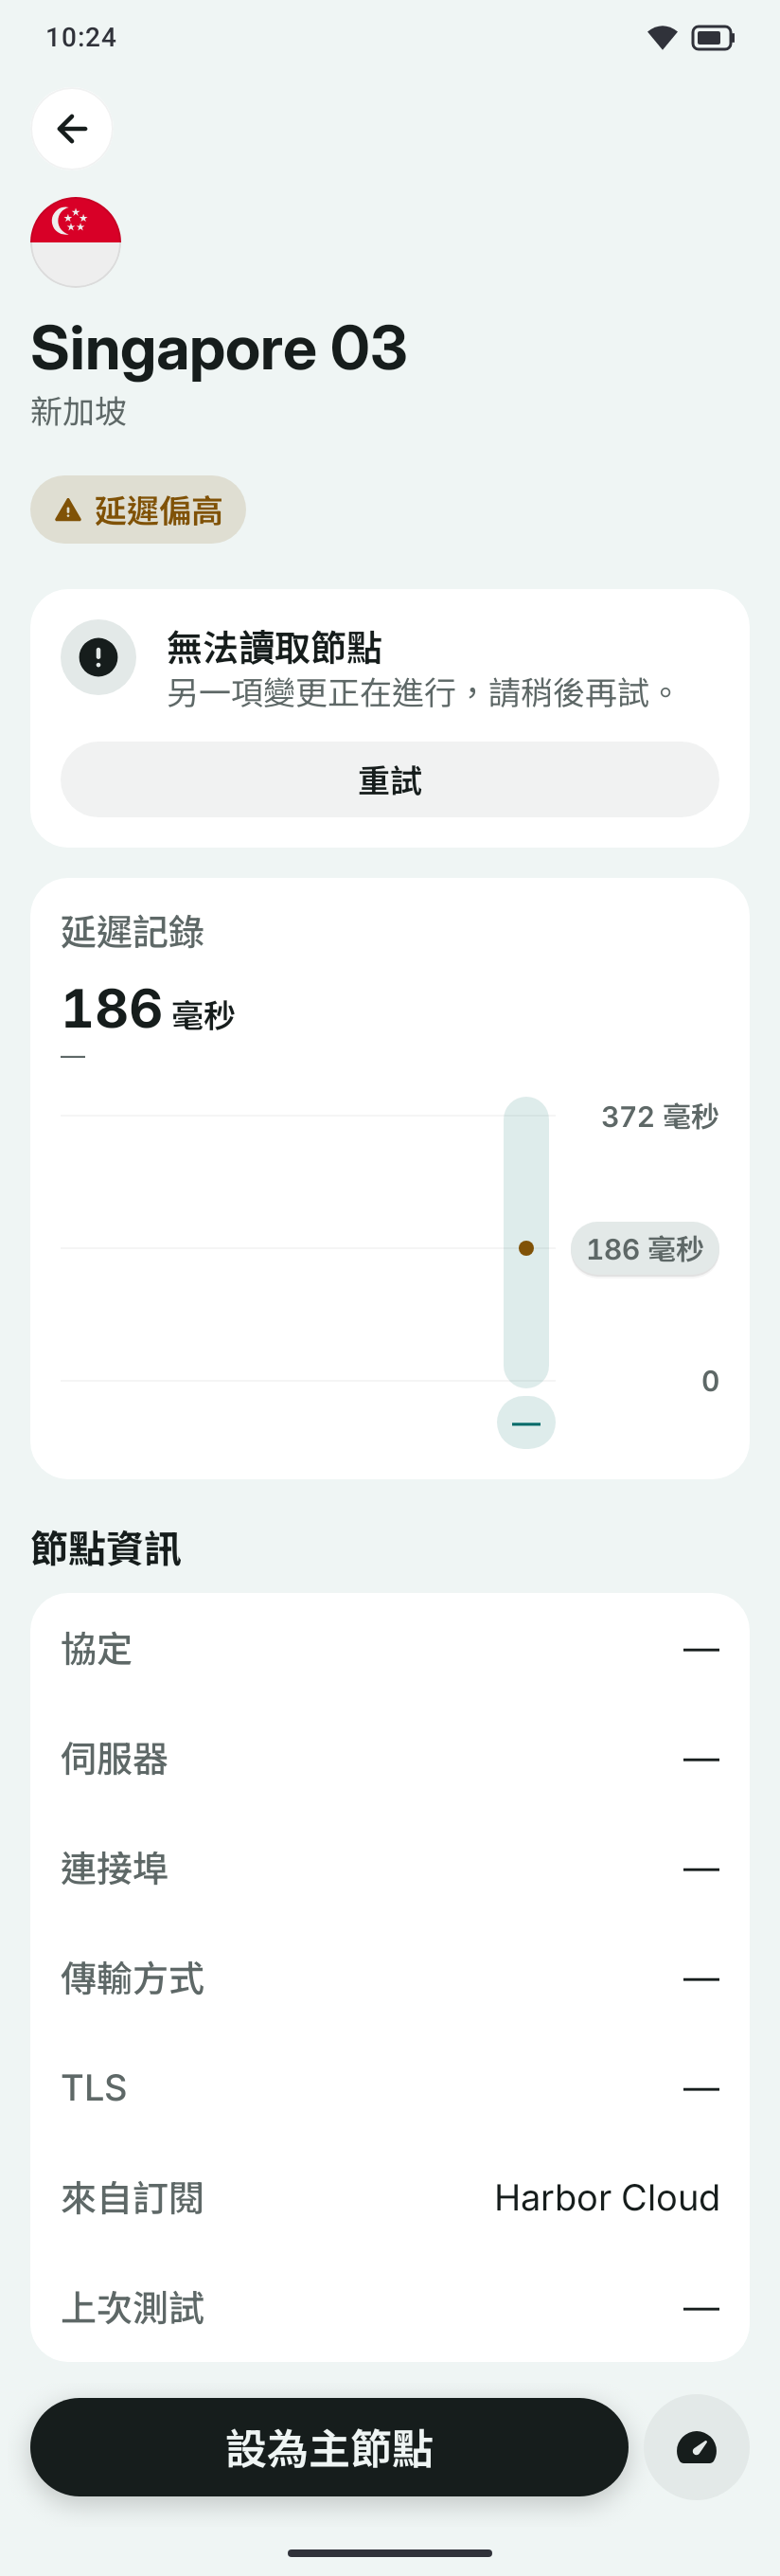 10:24
Singapore 03
新加坡
延遲偏高
無法讀取節點
另一項變更正在進行，請稍後再試。
重試
延遲記錄
186 毫秒
—
372 毫秒
186 毫秒
0
—
節點資訊
協定 —
伺服器 —
連接埠 —
傳輸方式 —
TLS —
來自訂閱 Harbor Cloud
上次測試 —
設為主節點